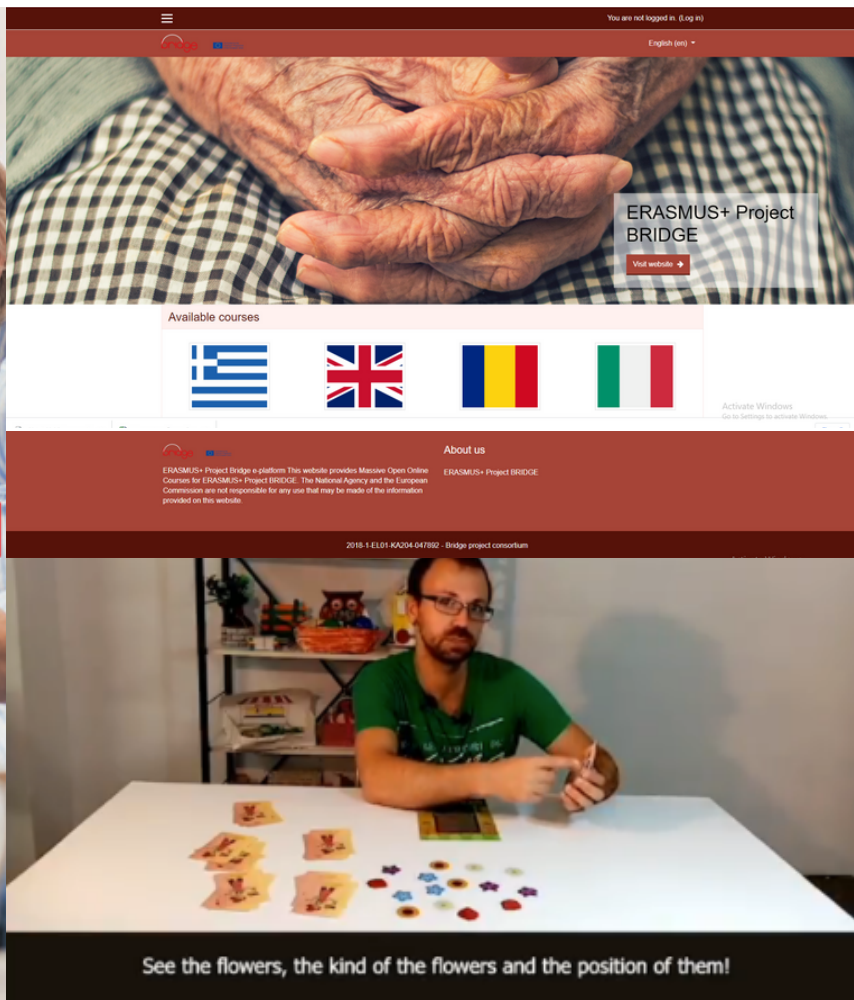 You are not logged in. (Log in)
English (en)
ERASMUS+ Project
BRIDGE
Visit website
Available courses
Activate Windows
Go to Settings to activate Windows.
About us
ERASMUS+ Project Bridge e-platform This website provides Massive Open Online
Courses for ERASMUS+ Project BRIDGE. The National Agency and the European
Commission are not responsible for any use that may be made of the information
provided on this website.
ERASMUS+ Project BRIDGE
2018-1-EL01-KA204-047892 - Bridge project consortium
See the flowers, the kind of the flowers and the position of them!